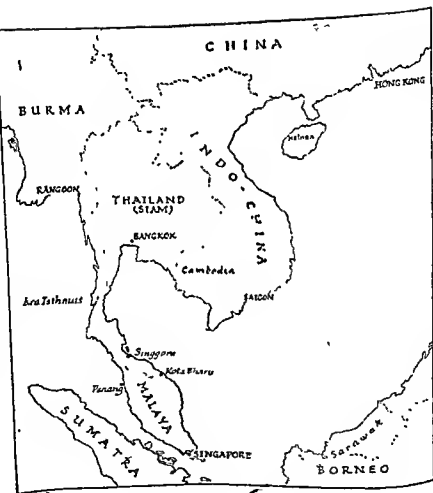 CHINA
HONG KONG
BURMA
Hainan
INDO-CHINA
RANGOON
THAILAND
(SIAM)
BANGKOK
Cambodia
SAIGON
Kra Isthmus
Singgora
Kota Bharu
Penang
MALAYA
SUMATRA
SINGAPORE
Sarawak
BORNEO